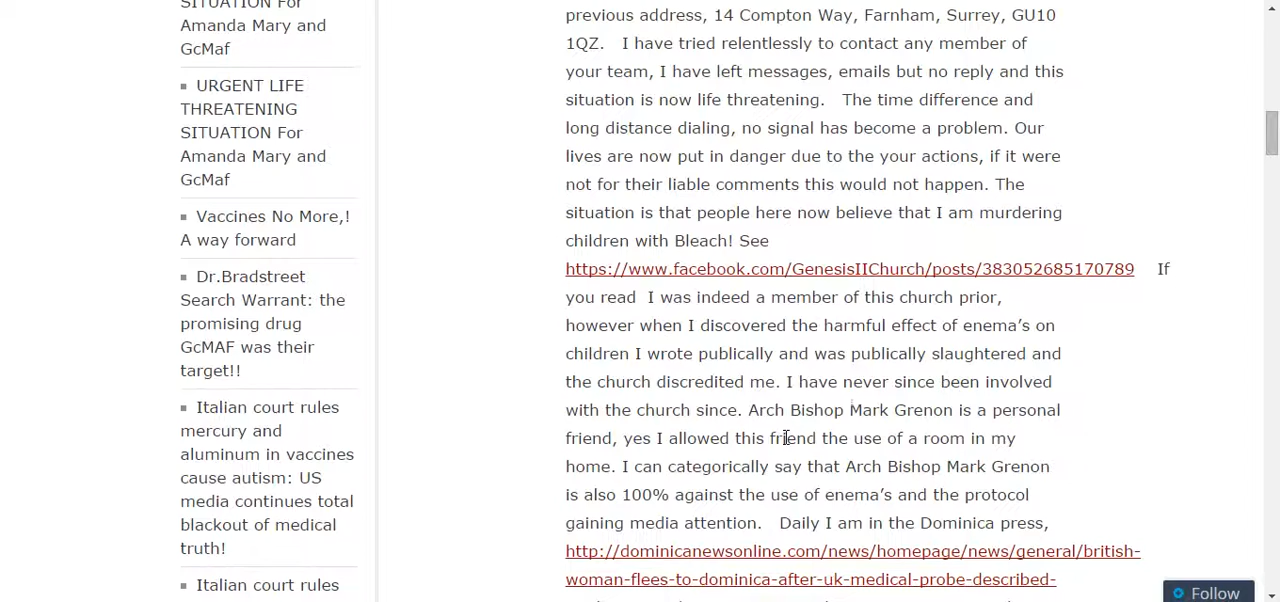 SITUATION For
Amanda Mary and
GcMaf
URGENT LIFE
THREATENING
SITUATION For
Amanda Mary and
GcMaf
Vaccines No More,!
A way forward
Dr.Bradstreet
Search Warrant: the
promising drug
GcMAF was their
target!!
Italian court rules
mercury and
aluminum in vaccines
cause autism: US
media continues total
blackout of medical
truth!
Italian court rules
previous address, 14 Compton Way, Farnham, Surrey, GU10
1QZ.   I have tried relentlessly to contact any member of
your team, I have left messages, emails but no reply and this
situation is now life threatening.   The time difference and
long distance dialing, no signal has become a problem. Our
lives are now put in danger due to the your actions, if it were
not for their liable comments this would not happen. The
situation is that people here now believe that I am murdering
children with Bleach! See
https://www.facebook.com/GenesisIIChurch/posts/383052685170789    If
you read  I was indeed a member of this church prior,
however when I discovered the harmful effect of enema’s on
children I wrote publically and was publically slaughtered and
the church discredited me. I have never since been involved
with the church since. Arch Bishop Mark Grenon is a personal
friend, yes I allowed this friend the use of a room in my
home. I can categorically say that Arch Bishop Mark Grenon
is also 100% against the use of enema’s and the protocol
gaining media attention.   Daily I am in the Dominica press,
http://dominicanewsonline.com/news/homepage/news/general/british-
woman-flees-to-dominica-after-uk-medical-probe-described-
Follow